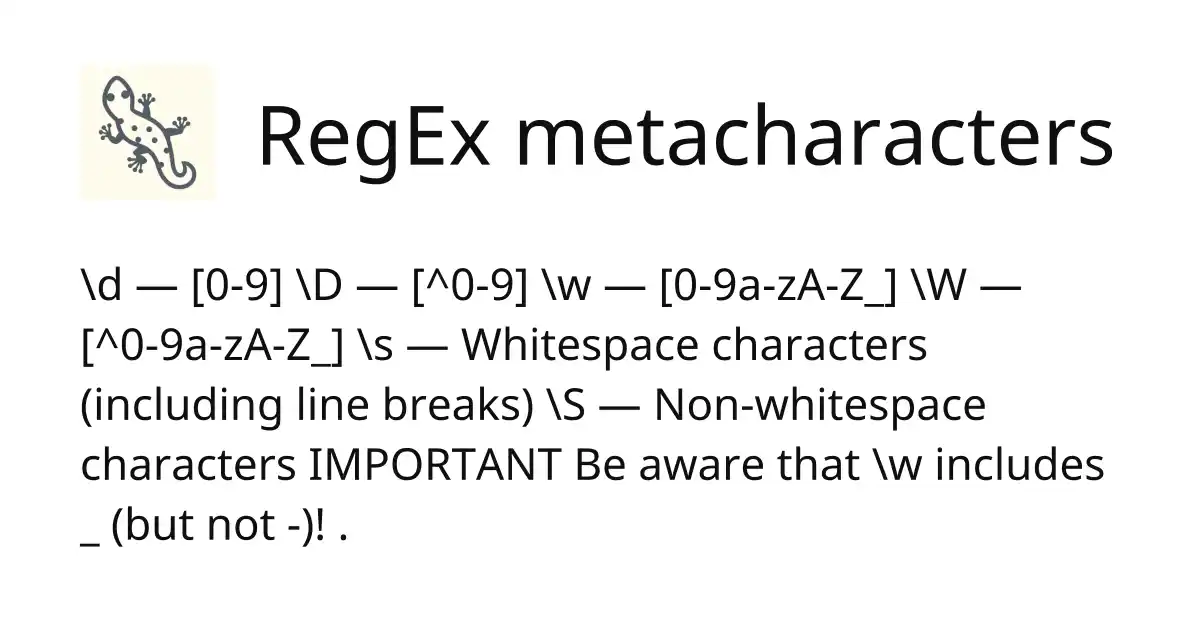 RegEx metacharacters
\d — [0-9] \D — [^0-9] \w — [0-9a-zA-Z_] \W —
[^0-9a-zA-Z_] \s — Whitespace characters
(including line breaks) \S — Non-whitespace
characters IMPORTANT Be aware that \w includes
_ (but not -)! .